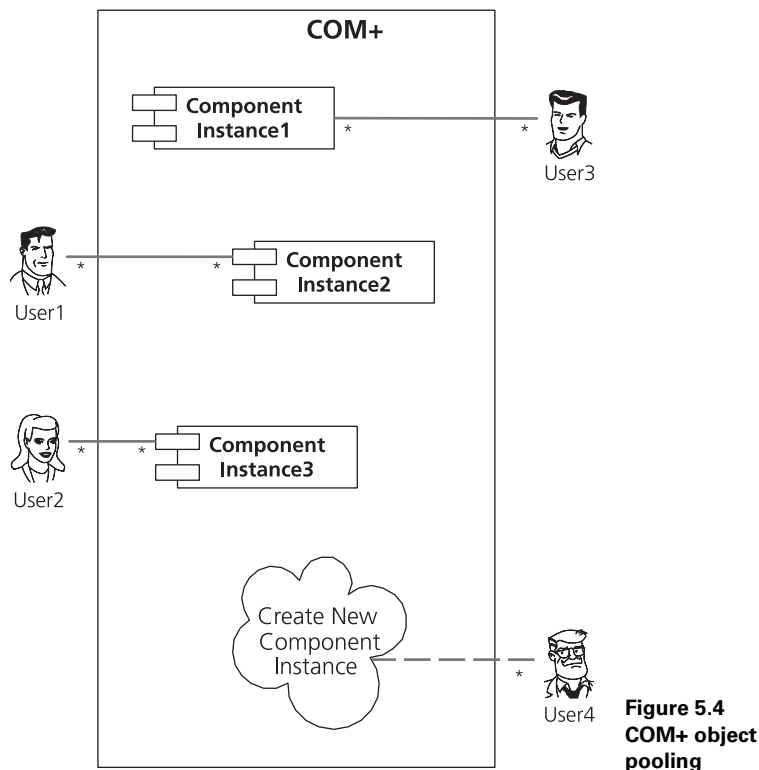 COM+
Component
Instance1
*
*
User3
Component
Instance2
*
*
User1
Component
Instance3
*
*
User2
Create New
Component
Instance
*
User4
Figure 5.4
COM+ object
pooling